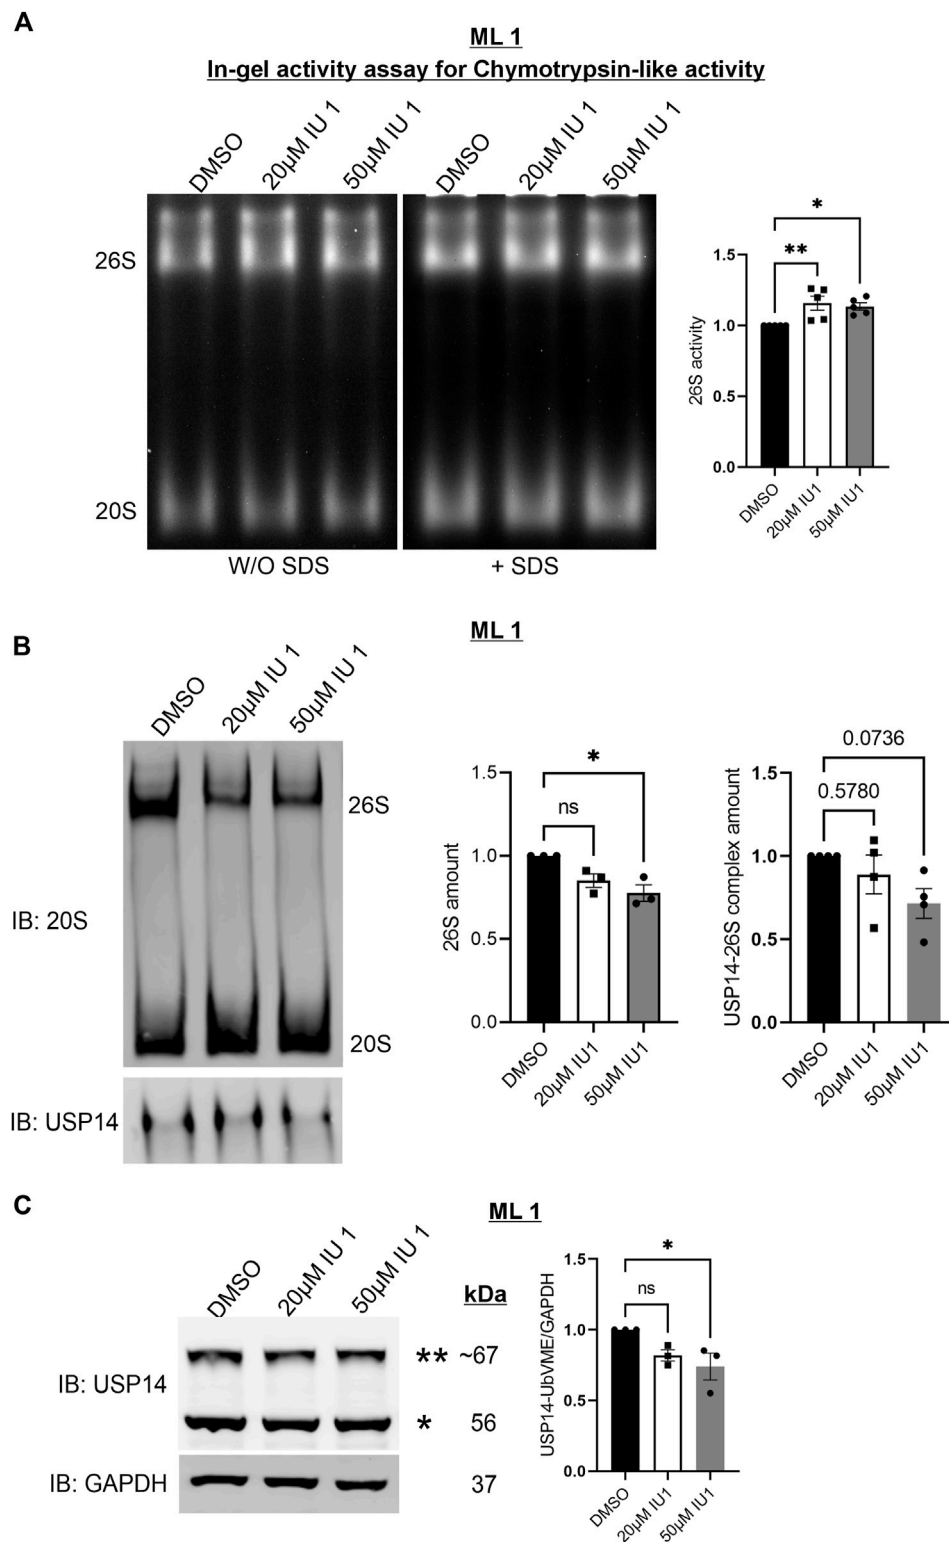 A
ML 1
In-gel activity assay for Chymotrypsin-like activity
DMSO
20µM IU 1
50µM IU 1
DMSO
20µM IU 1
50µM IU 1
26S
20S
W/O SDS
+ SDS
*
**
1.5
1.0
0.5
0.0
26S activity
DMSO
20µM IU1
50µM IU1
B
ML 1
DMSO
20µM IU 1
50µM IU 1
26S
IB: 20S
20S
IB: USP14
*
ns
1.5
1.0
0.5
0.0
26S amount
DMSO
20µM IU1
50µM IU1
0.0736
0.5780
1.5
1.0
0.5
0.0
USP14-26S complex amount
DMSO
20µM IU1
50µM IU1
C
ML 1
DMSO
20µM IU 1
50µM IU 1
kDa
IB: USP14
** ~67
* 56
IB: GAPDH
37
*
ns
1.5
1.0
0.5
0.0
USP14-UbVME/GAPDH
DMSO
20µM IU1
50µM IU1